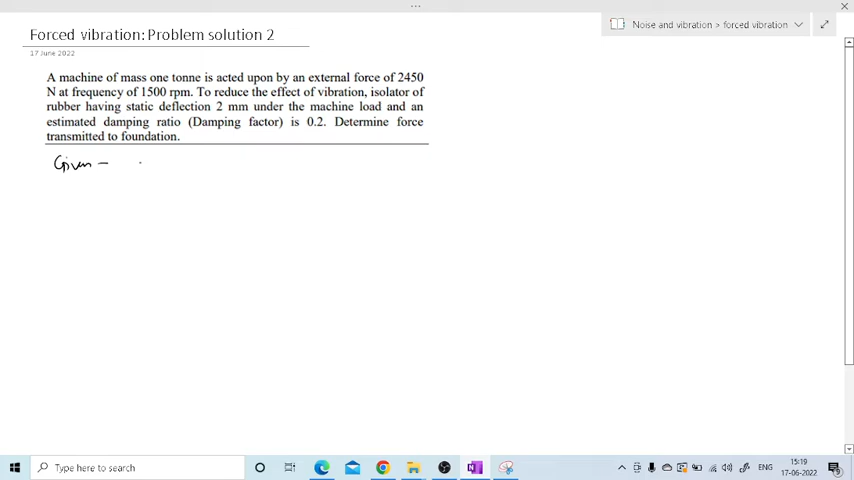 ...
Noise and vibration > forced vibration
Forced vibration: Problem solution 2
17 June 2022
A machine of mass one tonne is acted upon by an external force of 2450
N at frequency of 1500 rpm. To reduce the effect of vibration, isolator of
rubber having static deflection 2 mm under the machine load and an
estimated damping ratio (Damping factor) is 0.2. Determine force
transmitted to foundation.
Given –
Type here to search
ENG
15:19
17-06-2022